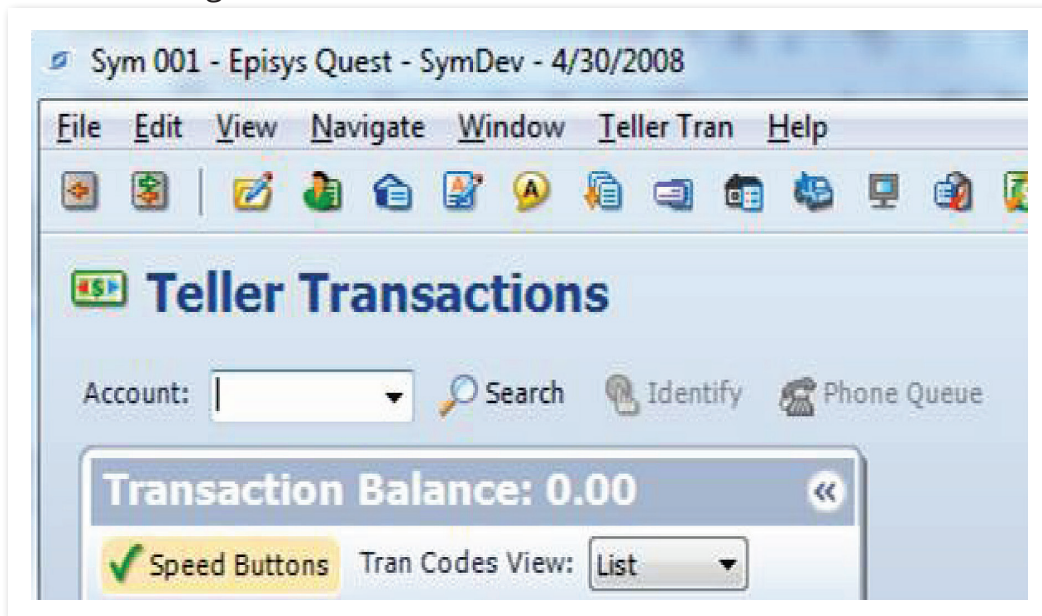 Sym 001 - Episys Quest - SymDev - 4/30/2008
File Edit View Navigate Window Teller Tran Help
Teller Transactions
Account: Search Identify Phone Queue
Transaction Balance: 0.00
Speed Buttons Tran Codes View: List